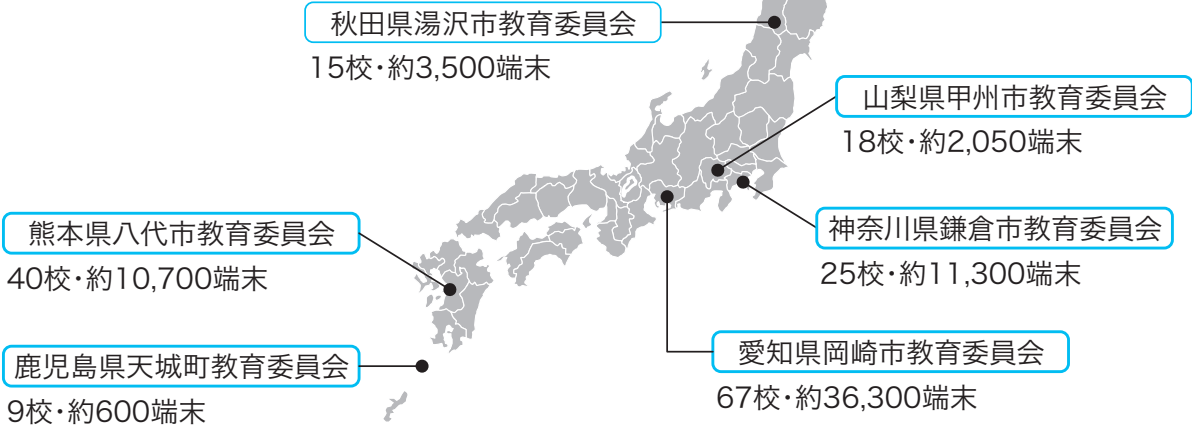 秋田県湯沢市教育委員会
15校・約3,500端末
山梨県甲州市教育委員会
18校・約2,050端末
神奈川県鎌倉市教育委員会
25校・約11,300端末
熊本県八代市教育委員会
40校・約10,700端末
愛知県岡崎市教育委員会
67校・約36,300端末
鹿児島県天城町教育委員会
9校・約600端末